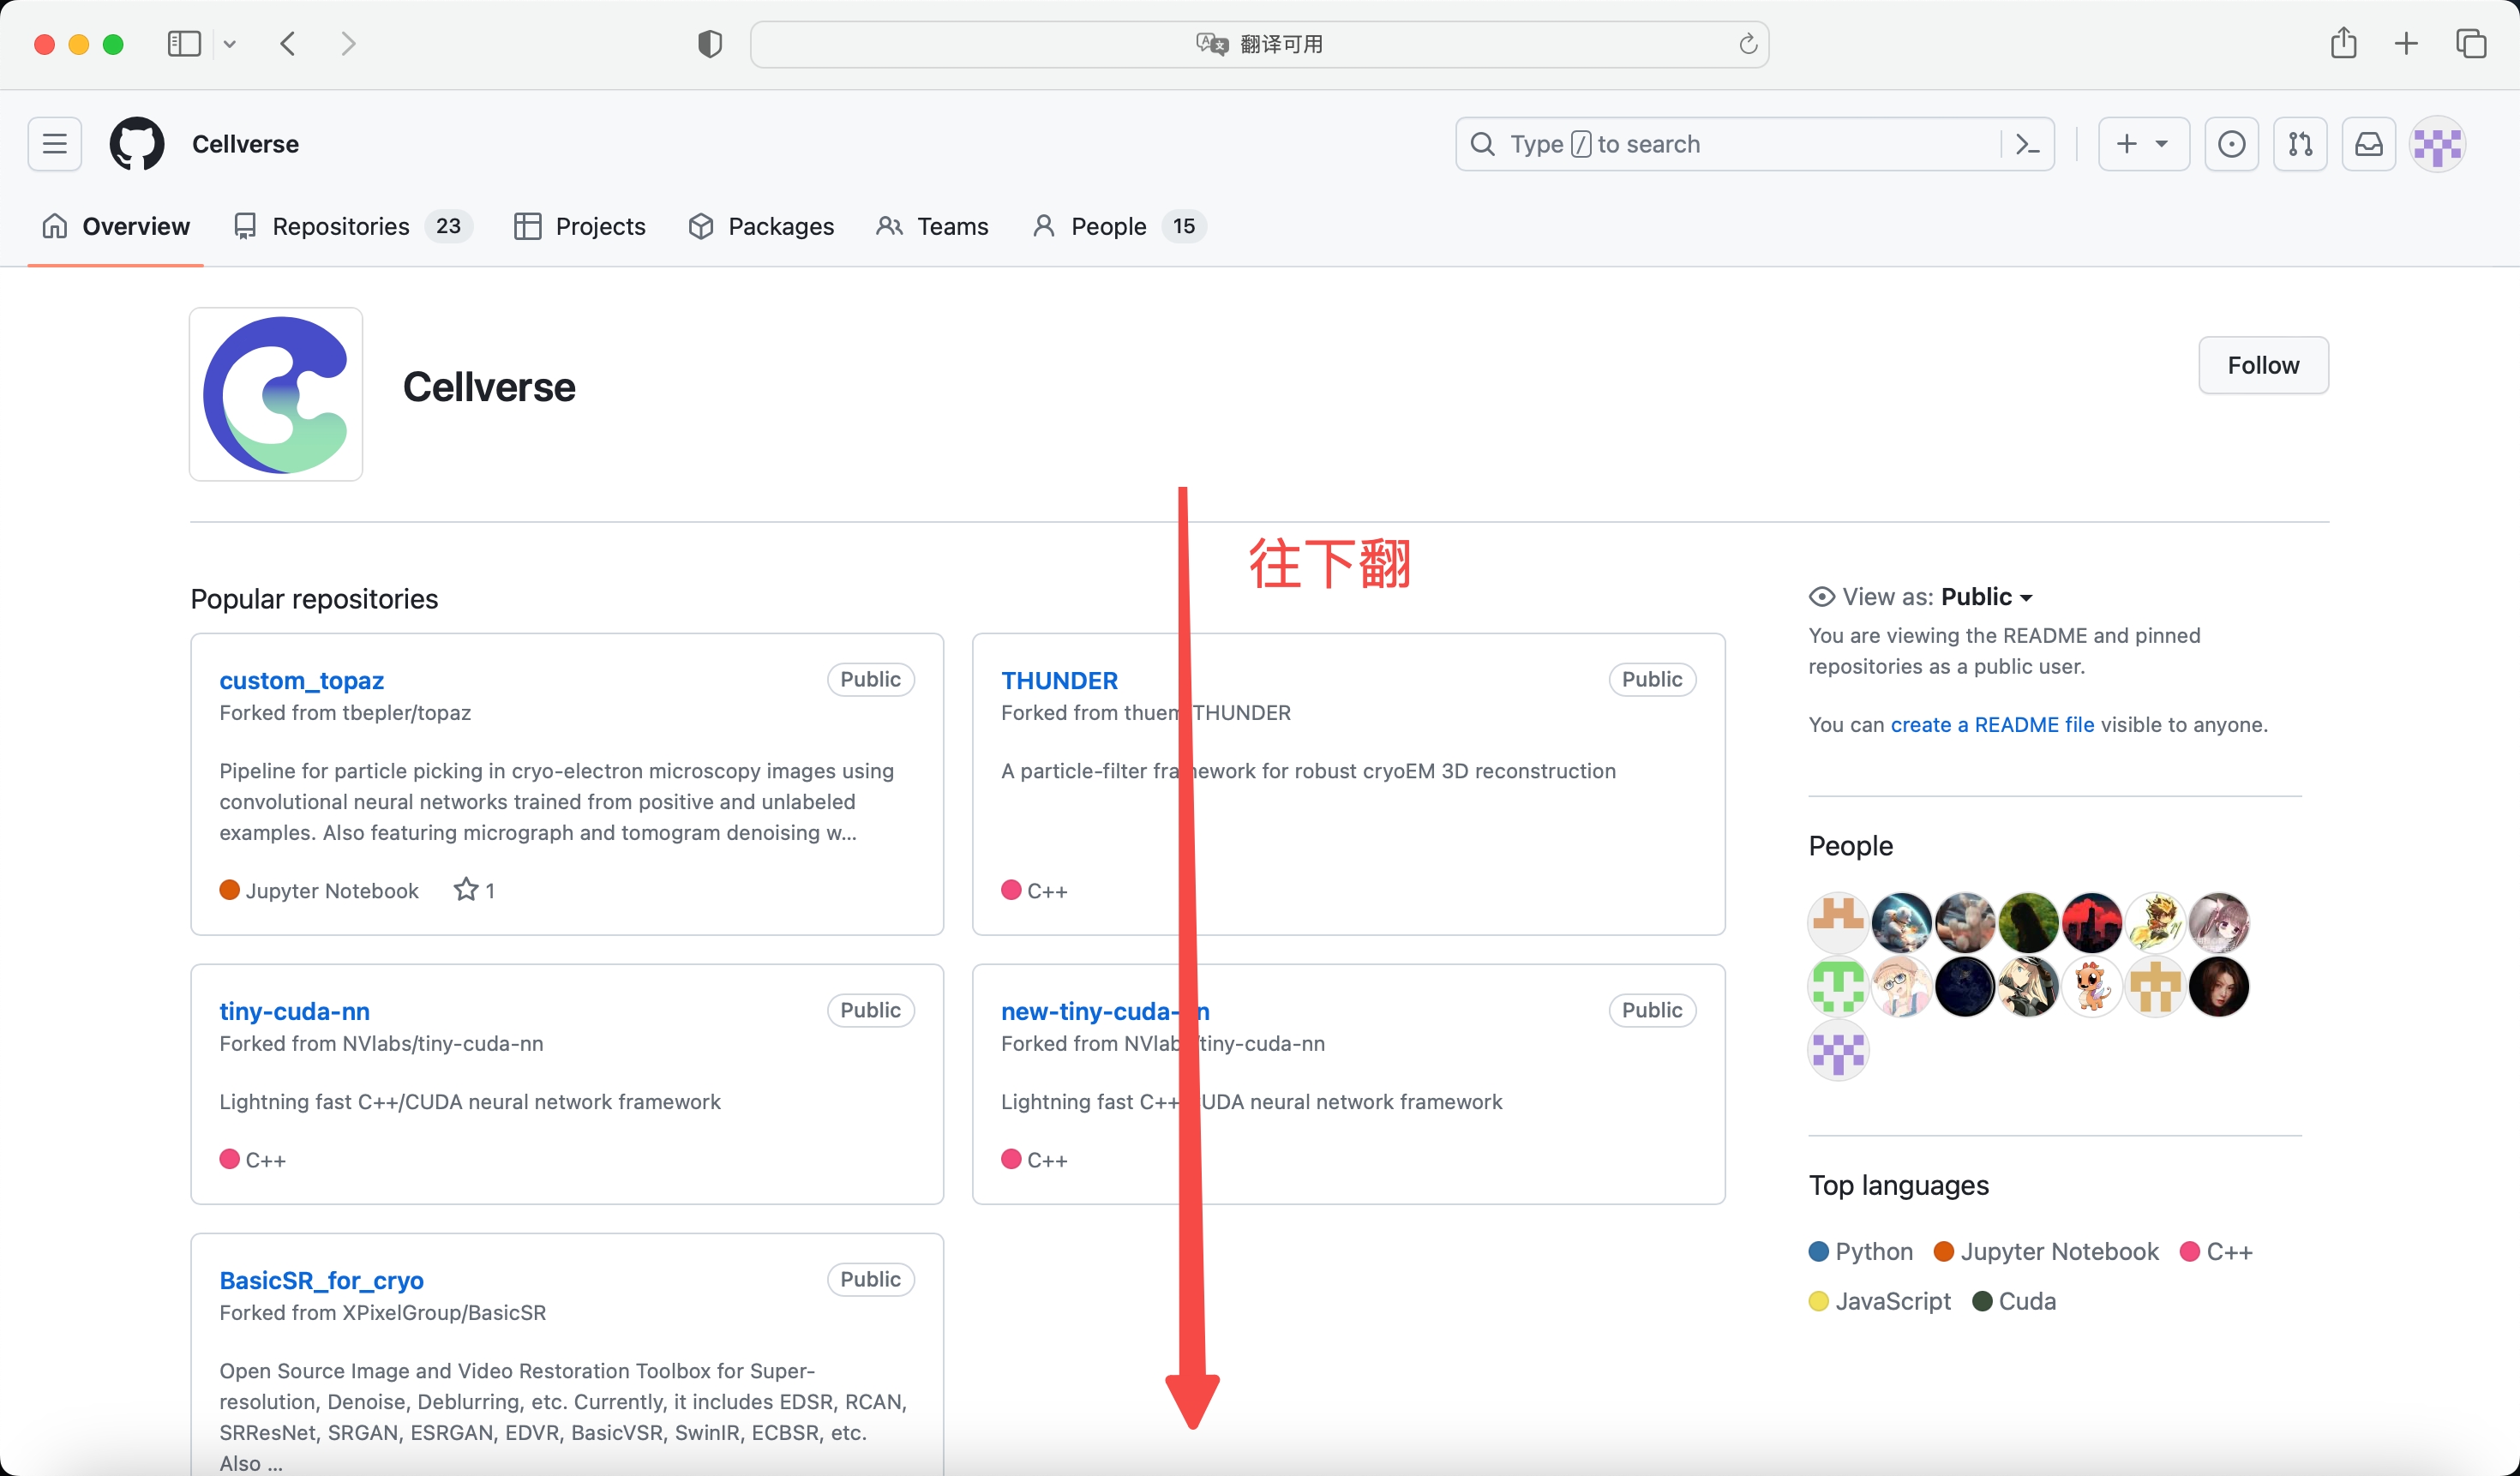 翻译可用
Cellverse
Type / to search
Overview
Repositories 23
Projects
Packages
Teams
People 15
Cellverse
Follow
往下翻
Popular repositories
custom_topaz
Public
Forked from tbepler/topaz
Pipeline for particle picking in cryo-electron microscopy images using
convolutional neural networks trained from positive and unlabeled
examples. Also featuring micrograph and tomogram denoising w...
Jupyter Notebook
1
THUNDER
Public
Forked from thuem THUNDER
A particle-filter framework for robust cryoEM 3D reconstruction
C++
tiny-cuda-nn
Public
Forked from NVlabs/tiny-cuda-nn
Lightning fast C++/CUDA neural network framework
C++
new-tiny-cuda-nn
Public
Forked from NVlabs/tiny-cuda-nn
Lightning fast C++/CUDA neural network framework
C++
BasicSR_for_cryo
Public
Forked from XPixelGroup/BasicSR
Open Source Image and Video Restoration Toolbox for Super-
resolution, Denoise, Deblurring, etc. Currently, it includes EDSR, RCAN,
SRResNet, SRGAN, ESRGAN, EDVR, BasicVSR, SwinIR, ECBSR, etc.
Also ...
View as: Public
You are viewing the README and pinned
repositories as a public user.
You can create a README file visible to anyone.
People
Top languages
Python Jupyter Notebook C++
JavaScript Cuda